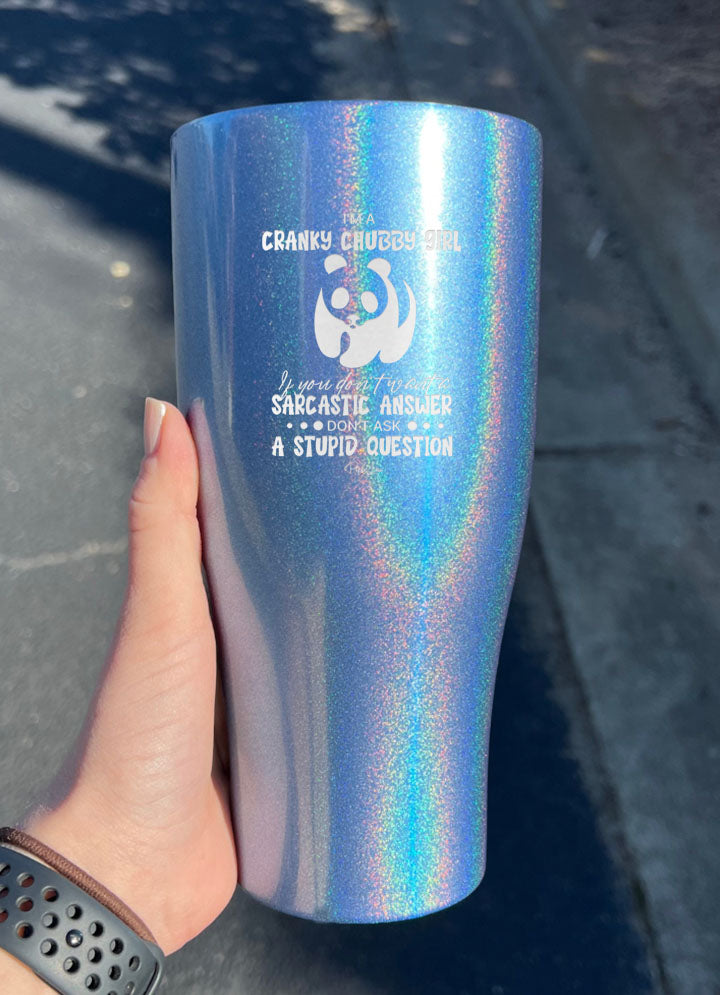 I'M A
CRANKY CHUBBY GIRL
If you don't want a
SARCASTIC ANSWER
DON'T ASK
A STUPID QUESTION